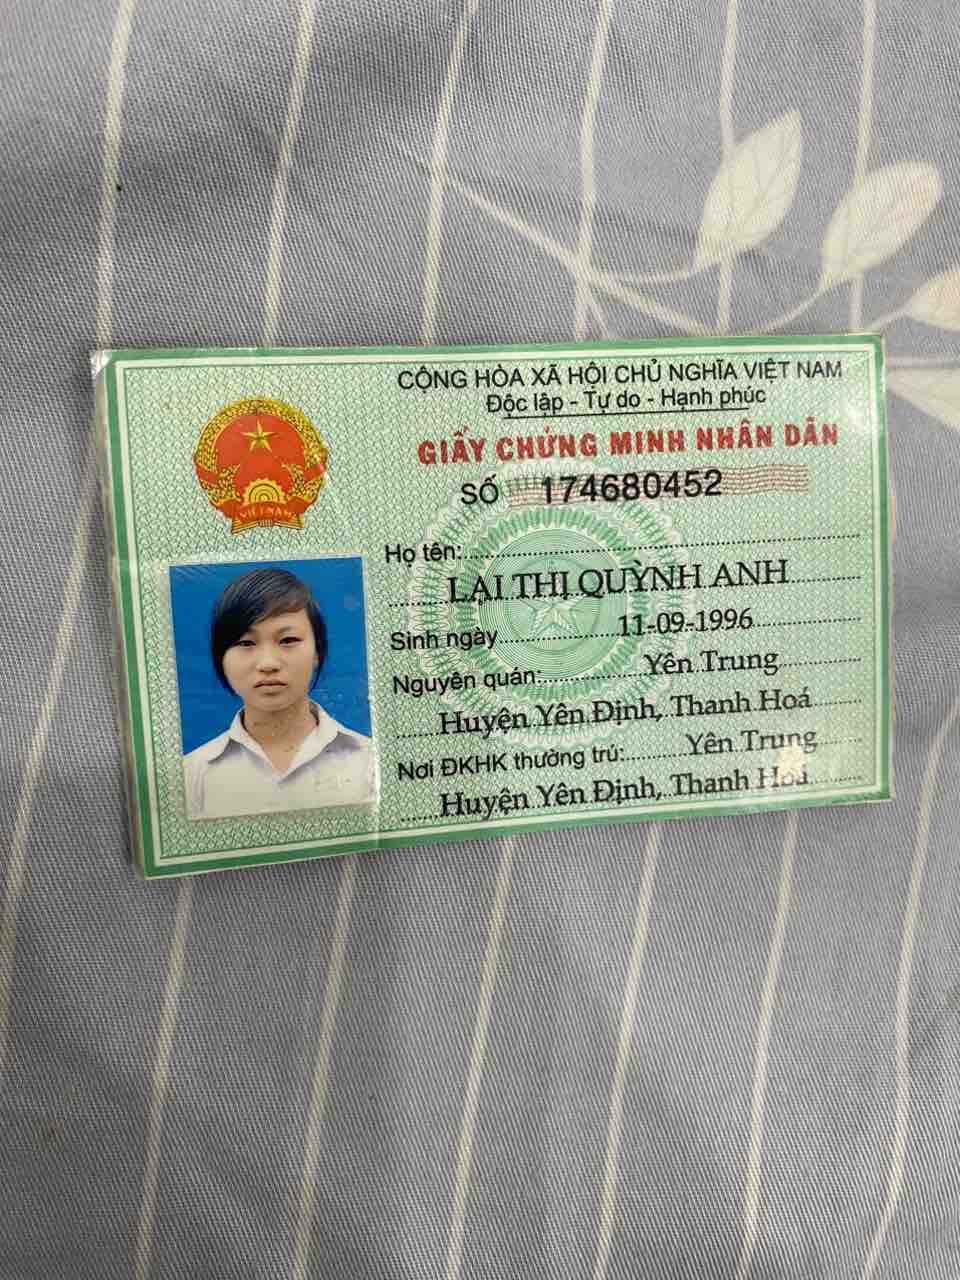 CỘNG HÒA XÃ HỘI CHỦ NGHĨA VIỆT NAM
Độc lập - Tự do - Hạnh phúc
GIẤY CHỨNG MINH NHÂN DÂN
SỐ 174680452
VIỆT NAM
Họ tên:
LẠI THỊ QUỲNH ANH
Sinh ngày 11-09-1996
Nguyên quán: Yên Trung
Huyện Yên Định, Thanh Hoá
Nơi ĐKHK thường trú: Yên Trung
Huyện Yên Định, Thanh Hoá